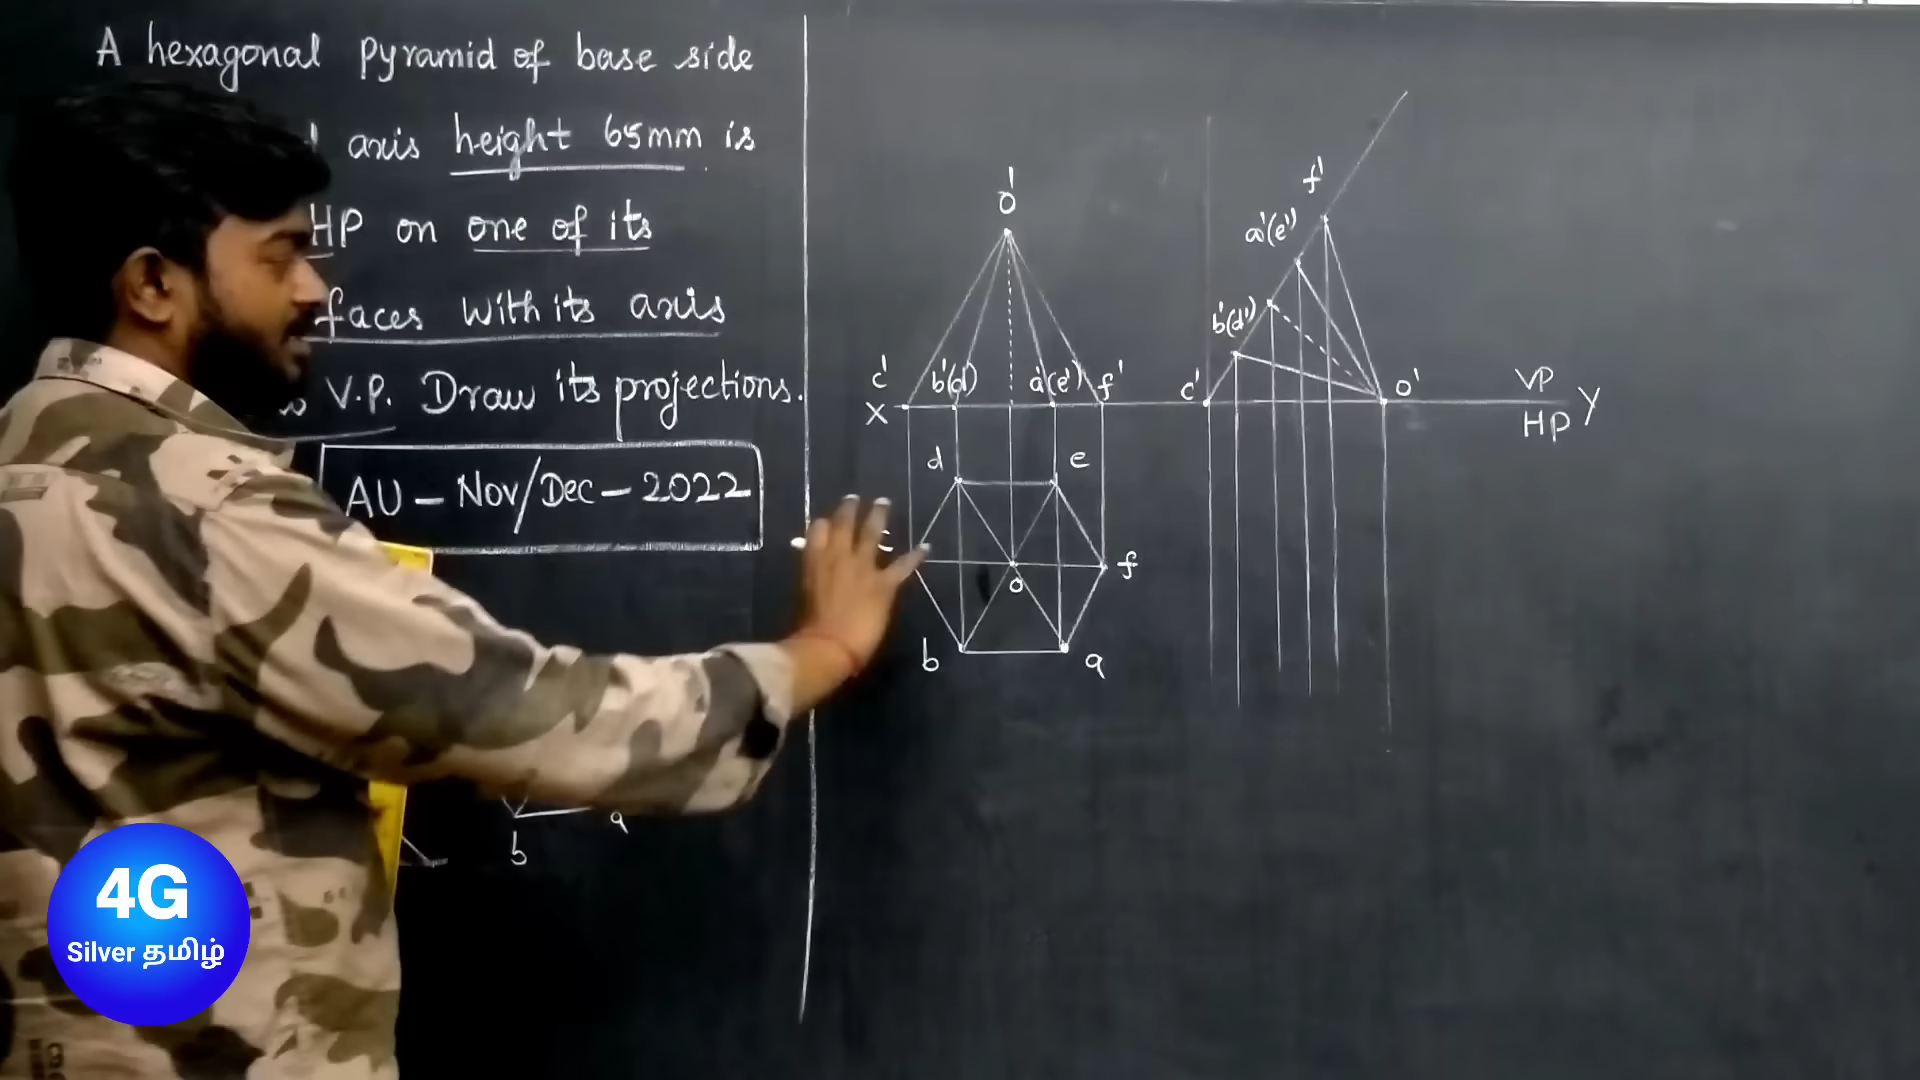 A hexagonal pyramid of base side
axis height 65mm is
HP on one of its
faces with its axis
V.P. Draw its projections.
AU - Nov/Dec - 2022
b a
o'
c' b'(d') a'(e') f'
X
d e
c o f
b a
f'
a'(e')
b'(d')
c' o'
VP
HP Y
4G
Silver தமிழ்